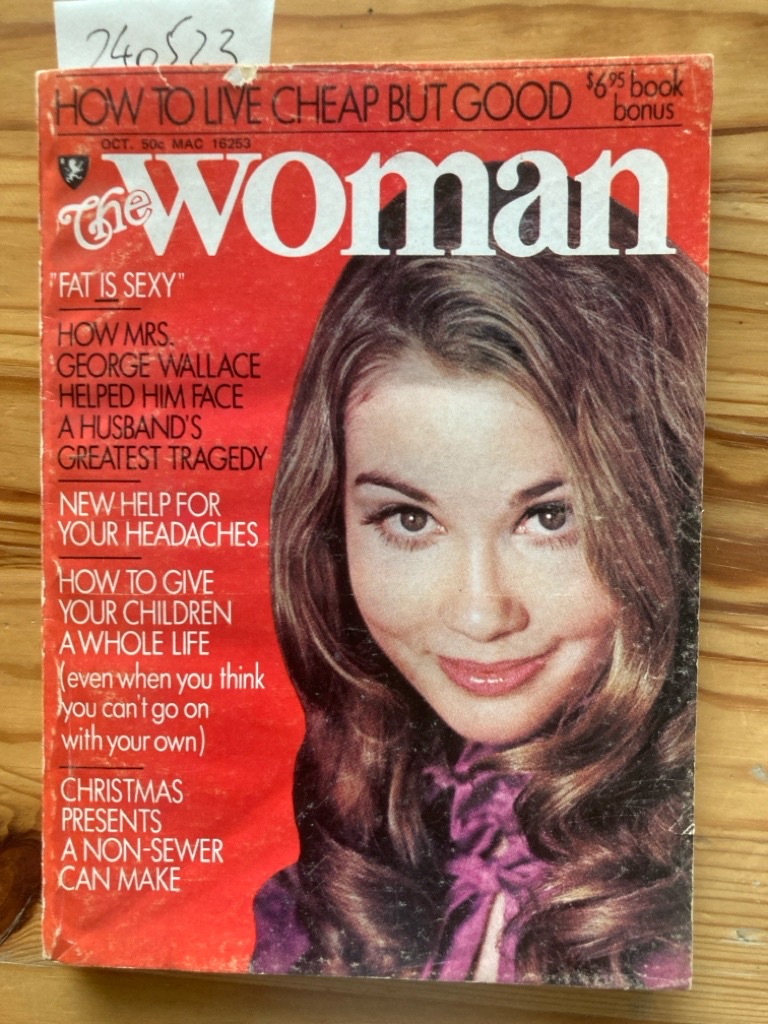 240523
HOW TO LIVE CHEAP BUT GOOD
$6.95 book
bonus
OCT. 50c MAC 16253
the woman
"FAT IS SEXY"
HOW MRS.
GEORGE WALLACE
HELPED HIM FACE
A HUSBAND'S
GREATEST TRAGEDY
NEW HELP FOR
YOUR HEADACHES
HOW TO GIVE
YOUR CHILDREN
A WHOLE LIFE
(even when you think
you can't go on
with your own)
CHRISTMAS
PRESENTS
A NON-SEWER
CAN MAKE